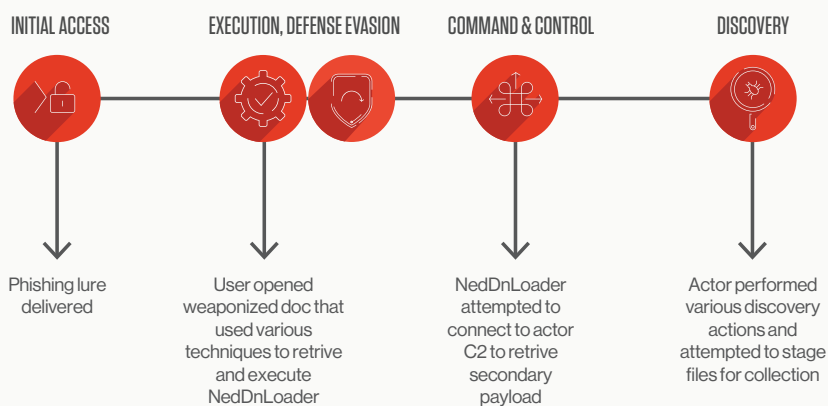 INITIAL ACCESS
EXECUTION, DEFENSE EVASION
COMMAND & CONTROL
DISCOVERY
Phishing lure
delivered
User opened
weaponized doc that
used various
techniques to retrive
and execute
NedDnLoader
NedDnLoader
attempted to
connect to actor
C2 to retrive
secondary
payload
Actor performed
various discovery
actions and
attempted to stage
files for collection